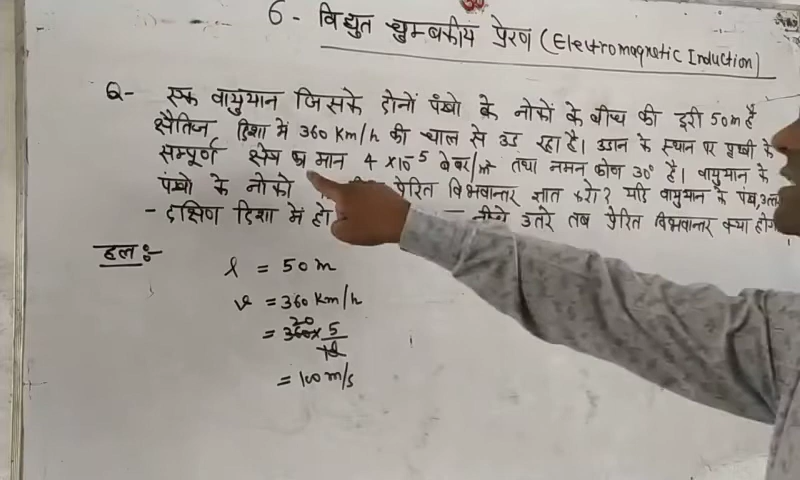 6 - विद्युत चुम्बकीय प्रेरण (Electromagnetic Induction)
Q- एक वायुयान जिसके दोनों पंखो के नोकों के बीच की दूरी 50m है
क्षैतिज दिशा में 360 Km/h की चाल से उड़ रहा है। उडान के स्थान पर पृथ्वी के
सम्पूर्ण क्षेत्र का मान 4 × 10⁻⁵ वेबर/m² तथा नमन कोण 30° है। वायुयान के
पंखो के नोको प्रेरित विभवान्तर ज्ञात करो? यदि वायुयान के पंख, उत्तर
- दक्षिण दिशा में हो नीचे उतरे तब प्रेरित विभवान्तर क्या होगा
हल :-
l = 50 m
v = 360 Km/h
= 360 × 5/18 20
= 100 m/s